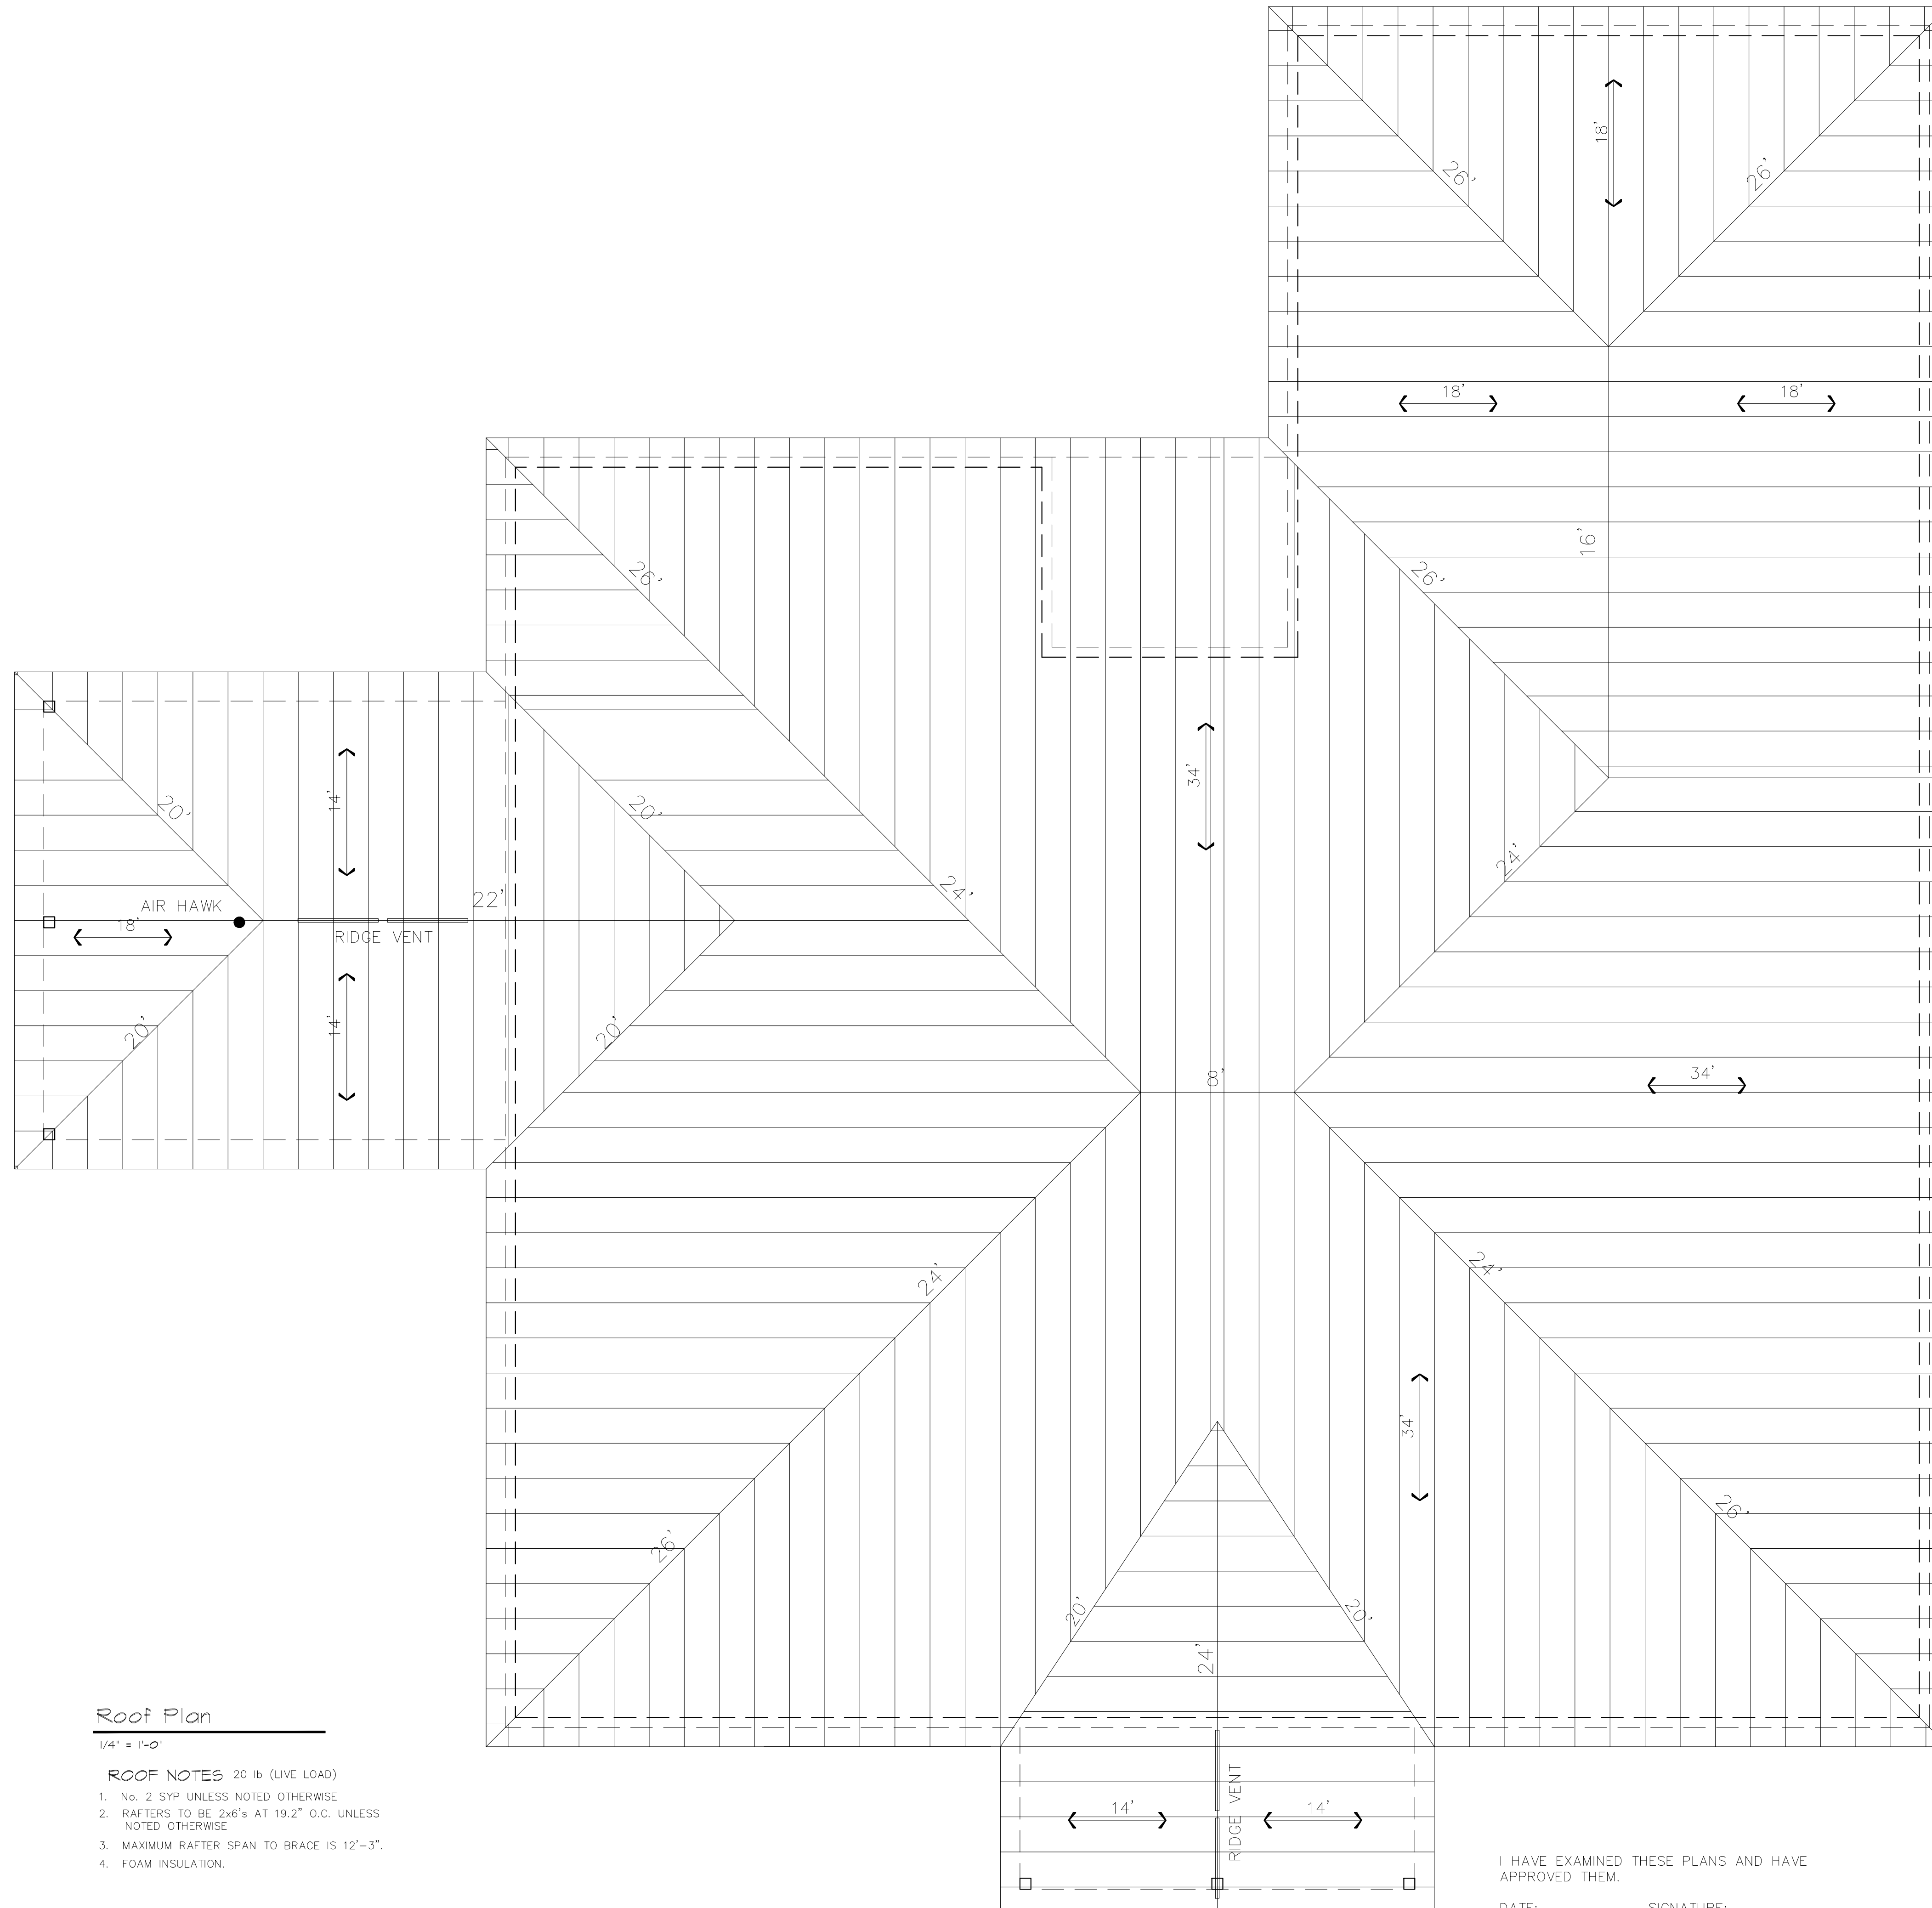 18'
26'
26'
18'
18'
16'
26'
26'
34'
20'
14'
20'
24'
24'
22'
AIR HAWK
18'
RIDGE VENT
14'
20'
20'
8'
34'
24'
24'
34'
26'
26'
20'
20'
24'
RIDGE VENT
14'
14'
Roof Plan
1/4" = 1'-0"
ROOF NOTES 20 lb (LIVE LOAD)
1. No. 2 SYP UNLESS NOTED OTHERWISE
2. RAFTERS TO BE 2x6's AT 19.2" O.C. UNLESS
NOTED OTHERWISE
3. MAXIMUM RAFTER SPAN TO BRACE IS 12'-3".
4. FOAM INSULATION.
I HAVE EXAMINED THESE PLANS AND HAVE
APPROVED THEM.
DATE: SIGNATURE: